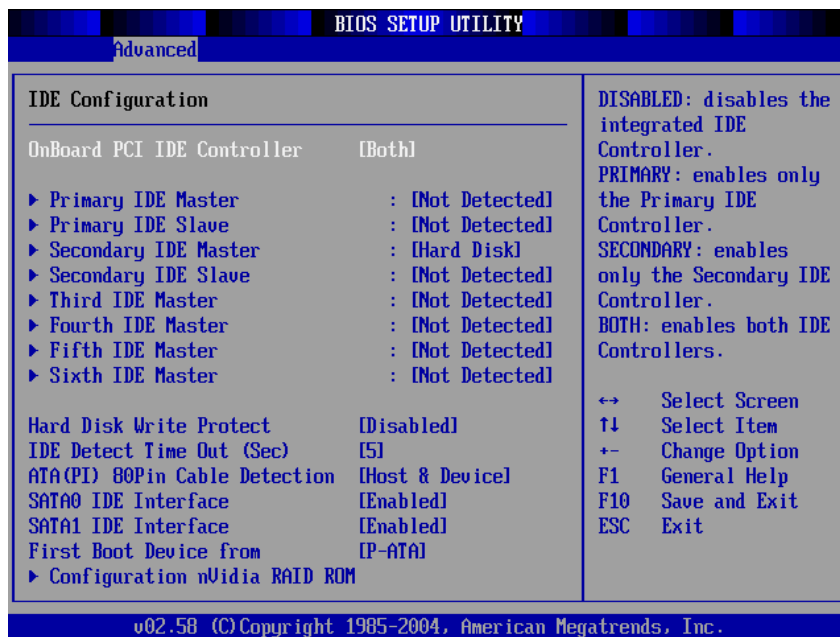 BIOS SETUP UTILITY
Advanced
IDE Configuration
OnBoard PCI IDE Controller [Both]
Primary IDE Master : [Not Detected]
Primary IDE Slave : [Not Detected]
Secondary IDE Master : [Hard Disk]
Secondary IDE Slave : [Not Detected]
Third IDE Master : [Not Detected]
Fourth IDE Master : [Not Detected]
Fifth IDE Master : [Not Detected]
Sixth IDE Master : [Not Detected]
Hard Disk Write Protect [Disabled]
IDE Detect Time Out (Sec) [5]
ATA(PI) 80Pin Cable Detection [Host & Device]
SATA0 IDE Interface [Enabled]
SATA1 IDE Interface [Enabled]
First Boot Device from [P-ATA]
Configuration nVidia RAID ROM
DISABLED: disables the
integrated IDE
Controller.
PRIMARY: enables only
the Primary IDE
Controller.
SECONDARY: enables
only the Secondary IDE
Controller.
BOTH: enables both IDE
Controllers.
↔ Select Screen
↑↓ Select Item
+- Change Option
F1 General Help
F10 Save and Exit
ESC Exit
v02.58 (C)Copyright 1985-2004, American Megatrends, Inc.